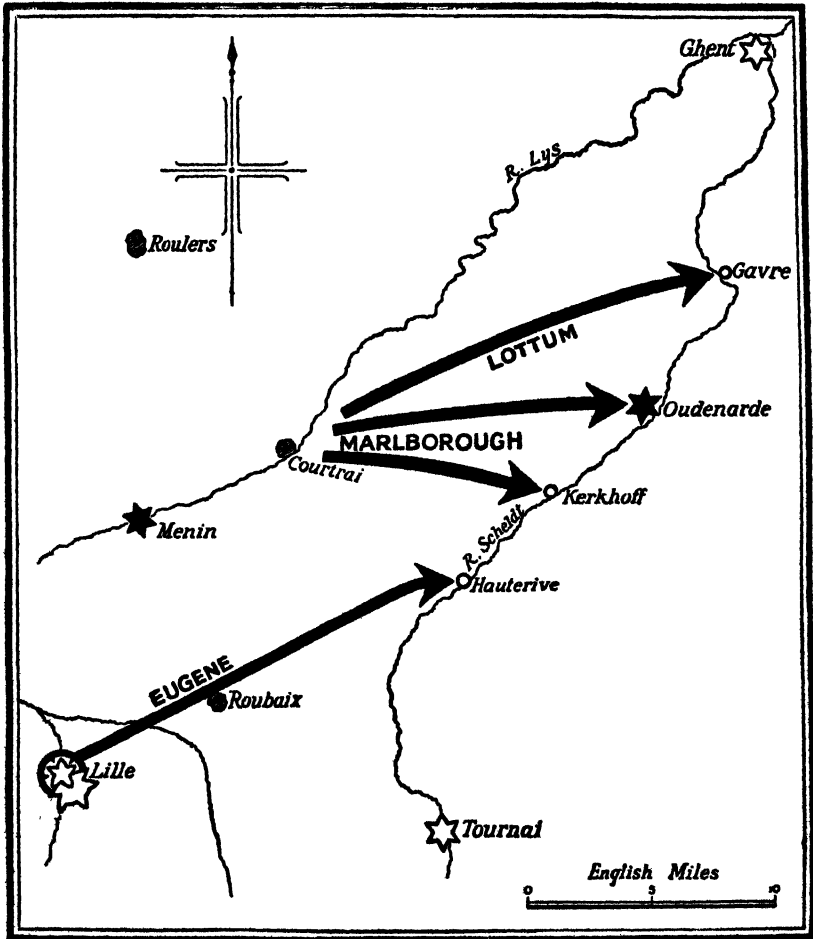 Ghent
R. Lys
Roulers
Gavre
LOTTUM
Oudenarde
MARLBOROUGH
Courtrai
Kerkhoff
Menin
R. Scheldt
Hauterive
EUGENE
Roubaix
Lille
Tournai
English Miles
0 5 10